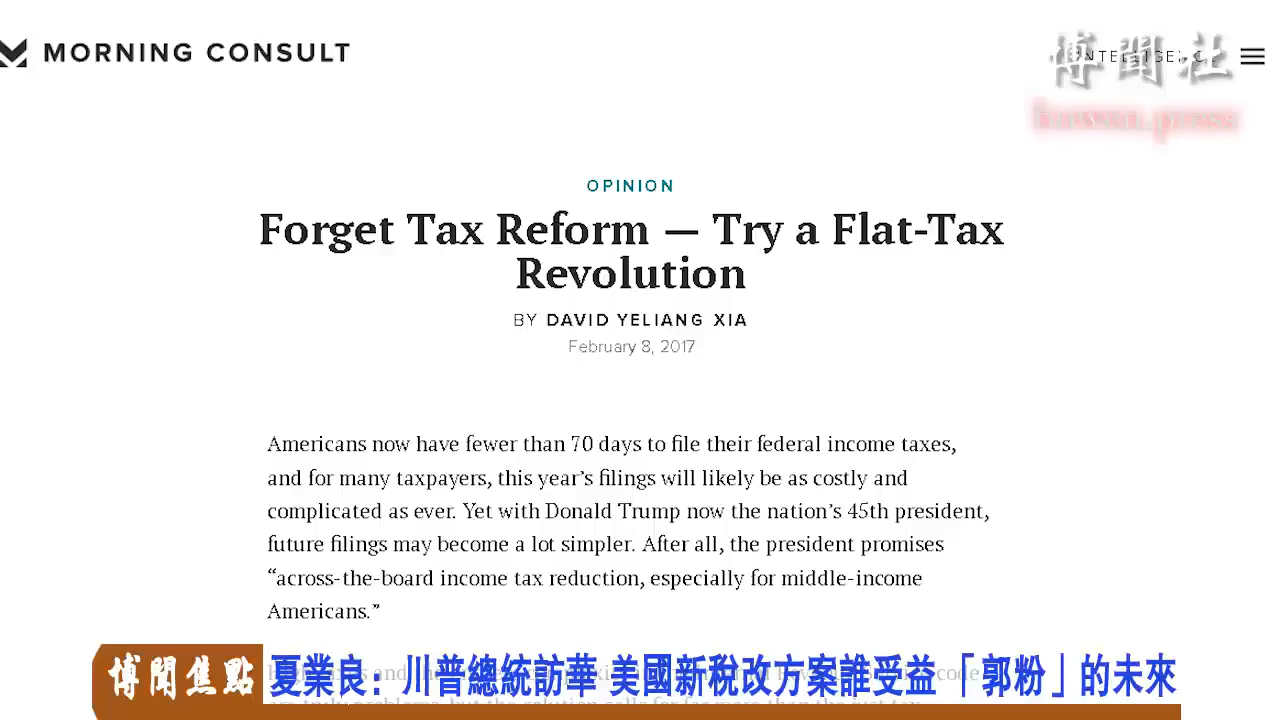 MORNING CONSULT
博聞社
boxun.press
OPINION
Forget Tax Reform — Try a Flat-Tax
Revolution
BY DAVID YELIANG XIA
February 8, 2017
Americans now have fewer than 70 days to file their federal income taxes,
and for many taxpayers, this year’s filings will likely be as costly and
complicated as ever. Yet with Donald Trump now the nation’s 45th president,
future filings may become a lot simpler. After all, the president promises
“across-the-board income tax reduction, especially for middle-income
Americans.”
博聞焦點
夏業良：川普總統訪華 美國新稅改方案誰受益 「郭粉」的未來